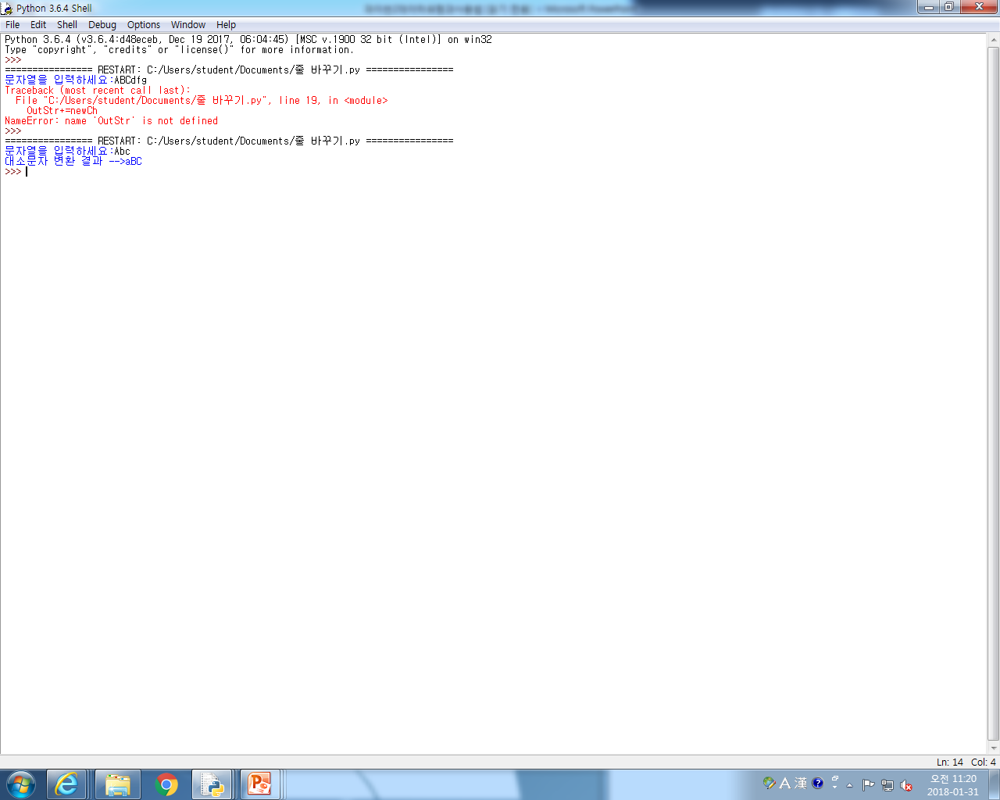 Python 3.6.4 Shell
File Edit Shell Debug Options Window Help
Python 3.6.4 (v3.6.4:d48eceb, Dec 19 2017, 06:04:45) [MSC v.1900 32 bit (Intel)] on win32
Type "copyright", "credits" or "license()" for more information.
>>>
================ RESTART: C:/Users/student/Documents/줄 바꾸기.py ================
문자열을 입력하세요:ABCdfg
Traceback (most recent call last):
  File "C:/Users/student/Documents/줄 바꾸기.py", line 19, in <module>
    OutStr+=newCh
NameError: name 'OutStr' is not defined
>>>
================ RESTART: C:/Users/student/Documents/줄 바꾸기.py ================
문자열을 입력하세요:Abc
대소문자 변환 결과 -->aBC
>>>
Ln: 14 Col: 4
A 漢
오전 11:20
2018-01-31